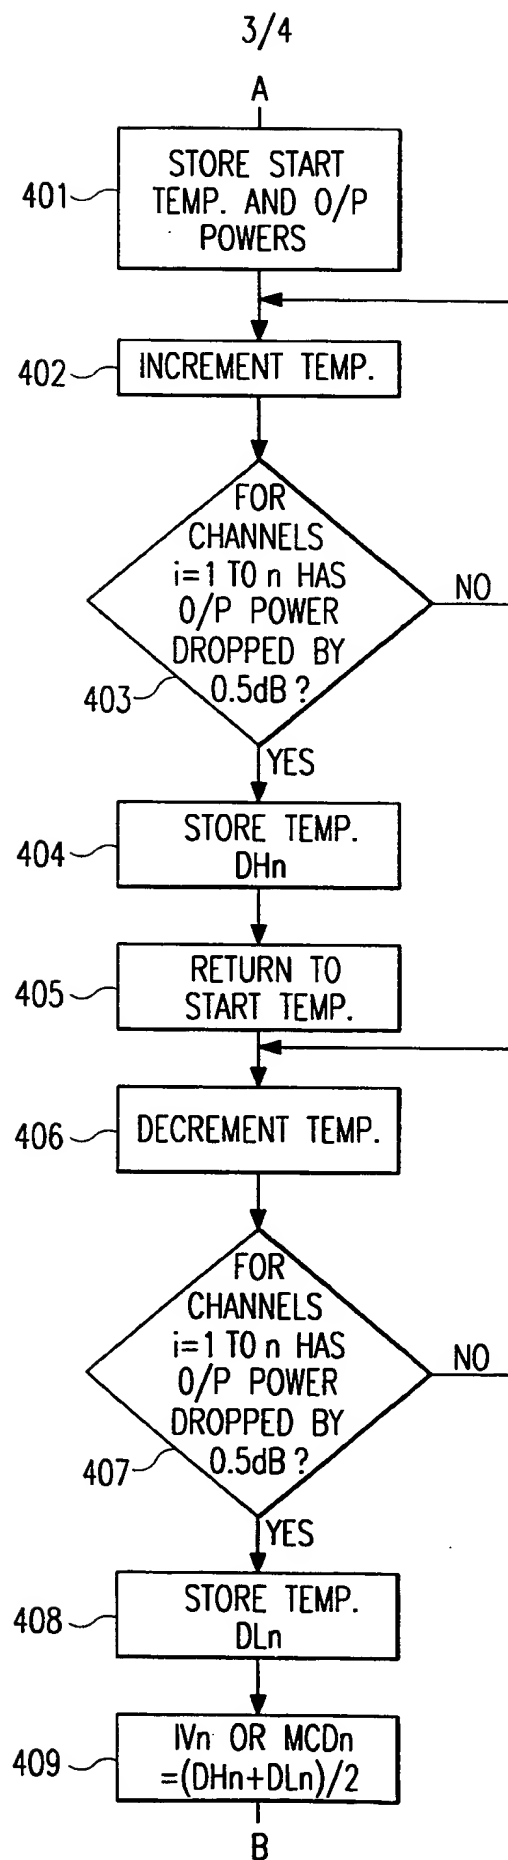 3/4
A
401
STORE START
TEMP. AND O/P
POWERS
402
INCREMENT TEMP.
FOR
CHANNELS
i=1 TO n HAS
O/P POWER
DROPPED BY
0.5dB?
NO
403
YES
404
STORE TEMP.
DHn
405
RETURN TO
START TEMP.
406
DECREMENT TEMP.
FOR
CHANNELS
i=1 TO n HAS
O/P POWER
DROPPED BY
0.5dB?
NO
407
YES
408
STORE TEMP.
DLn
409
IVn OR MCDn
=(DHn+DLn)/2
B